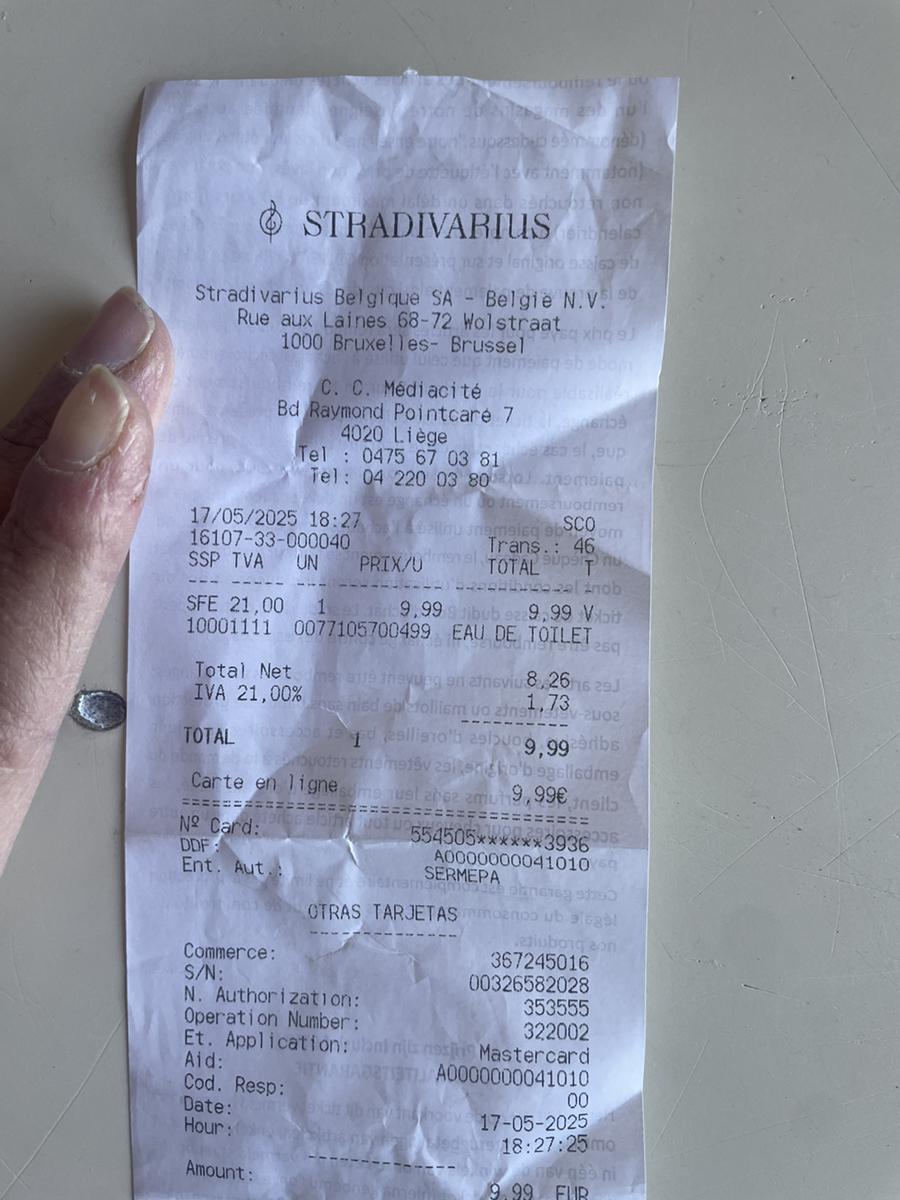 STRADIVARIUS
Stradivarius Belgique SA - Belgie N.V.
Rue aux Laines 68-72 Wolstraat
1000 Bruxelles- Brussel
C. C. Médiacité
Bd Raymond Pointcaré 7
4020 Liège
Tel : 0475 67 03 81
Tel: 04 220 03 80
17/05/2025 18:27 SCO
16107-33-000040 Trans.: 46
SSP TVA UN PRIX/U TOTAL T
SFE 21,00 1 9,99 9,99 V
10001111 0077105700499 EAU DE TOILET
Total Net 8,26
IVA 21,00% 1,73
TOTAL 1 9,99
Carte en ligne 9,99€
Nº Card: 554505******3936
DDF: A0000000041010
Ent. Aut.: SERMEPA
OTRAS TARJETAS
Commerce: 367245016
S/N: 00326582028
N. Authorization: 353555
Operation Number: 322002
Et. Application: Mastercard
Aid: A0000000041010
Cod. Resp: 00
Date: 17-05-2025
Hour: 18:27:25
Amount: 9,99 EUR